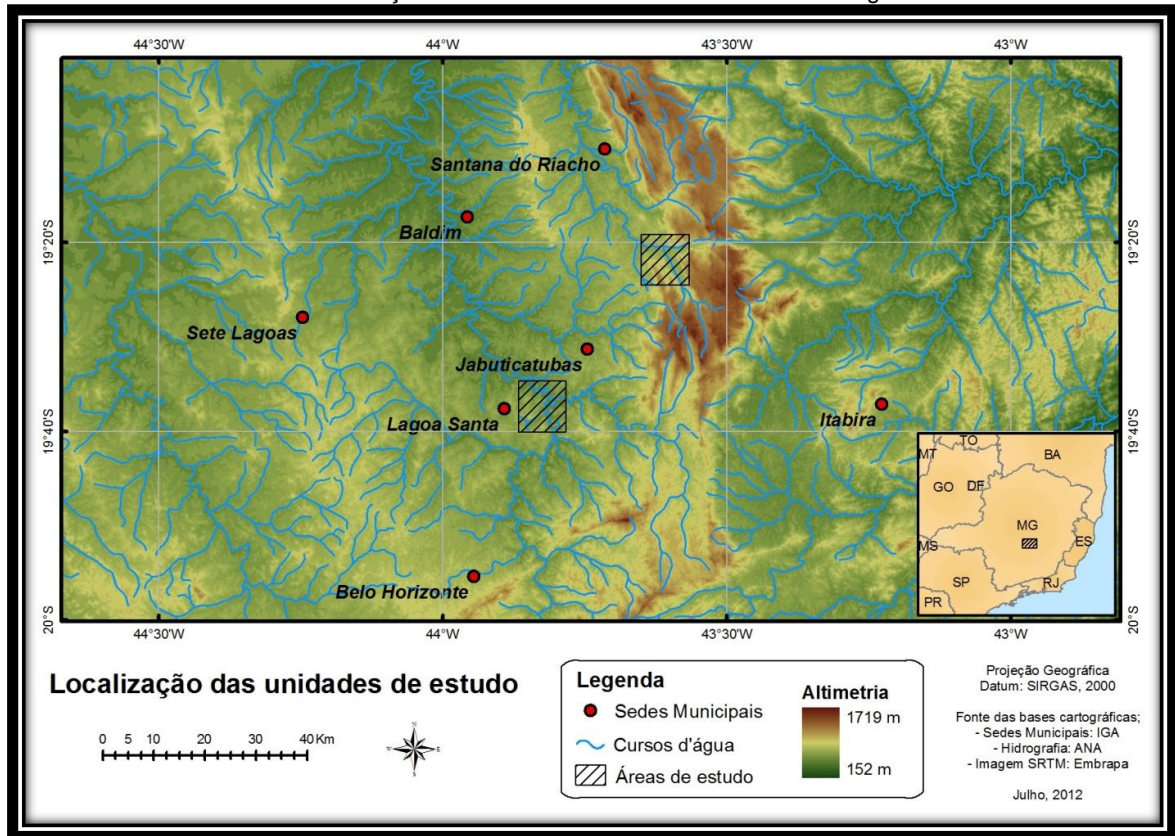 44°30'W 44°W 43°30'W 43°W
Santana do Riacho
Baldim
19°20'S 19°20'S
Sete Lagoas
Jabuticatubas
Lagoa Santa
Itabira
19°40'S 19°40'S
TO
MT
BA
GO
DF
MG
MS
ES
SP
RJ
PR
Belo Horizonte
20°S 20°S
44°30'W 44°W 43°30'W 43°W
Localização das unidades de estudo
0 5 10 20 30 40 Km
Legenda
Sedes Municipais
Cursos d'água
Áreas de estudo
Altimetria
1719 m
152 m
Projeção Geográfica
Datum: SIRGAS, 2000
Fonte das bases cartográficas;
- Sedes Municipais: IGA
- Hidrografia: ANA
- Imagem SRTM: Embrapa
Julho, 2012